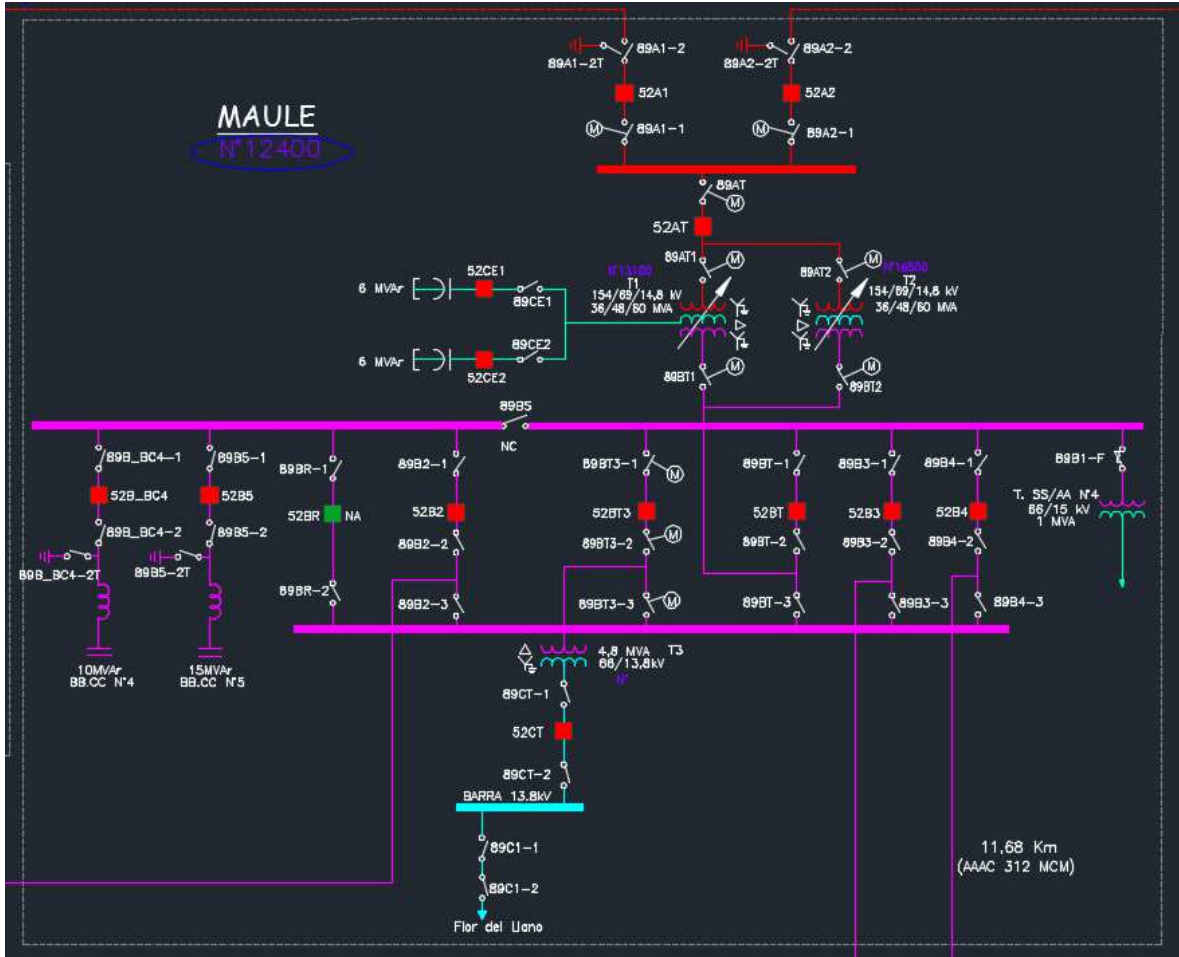 89A1-2
89A2-2
89A1-2T
89A2-2T
52A1
52A2
MAULE
N°12400
M
89A1-1
M
89A2-1
89AT
M
52AT
89AT1
M
89AT2
M
52CE1
N°13100
T1
154/69/14,8 kV
36/48/60 MVA
N°16500
T2
154/69/14,8 kV
36/48/60 MVA
6 MVAr
89CE1
89CE2
6 MVAr
52CE2
89BT1
M
89BT2
M
89B5
NC
89B_BC4-1
89B5-1
89BR-1
89B2-1
89BT3-1
M
89BT-1
89B3-1
89B4-1
89B1-F
52B_BC4
52B5
52BR
NA
52B2
52BT3
52BT
52B3
52B4
T. SS/AA N°4
66/15 kV
1 MVA
89B_BC4-2
89B5-2
89B2-2
89BT3-2
M
89BT-2
89B3-2
89B4-2
89B_BC4-2T
89B5-2T
89BR-2
89B2-3
89BT3-3
M
89BT-3
89B3-3
89B4-3
10MVAr
BB.CC N°4
15MVAr
BB.CC N°5
4,8 MVA
T3
66/13,8kV
N°
89CT-1
52CT
89CT-2
BARRA 13.8kV
89C1-1
89C1-2
Flor del Llano
11,68 Km
(AAAC 312 MCM)